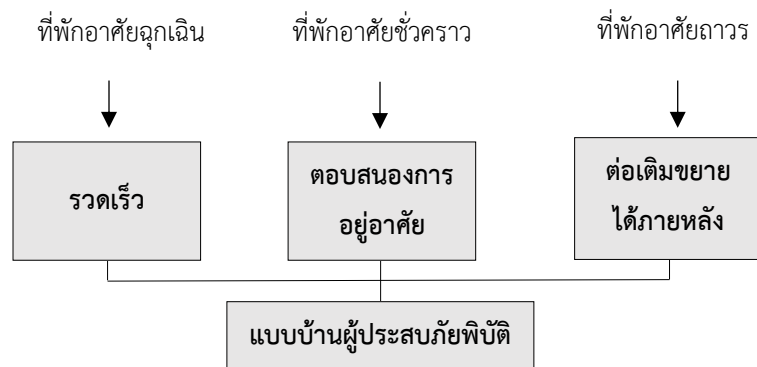 ที่พักอาศัยฉุกเฉิน
ที่พักอาศัยชั่วคราว
ที่พักอาศัยถาวร
รวดเร็ว
ตอบสนองการ
อยู่อาศัย
ต่อเติมขยาย
ได้ภายหลัง
แบบบ้านผู้ประสบภัยพิบัติ